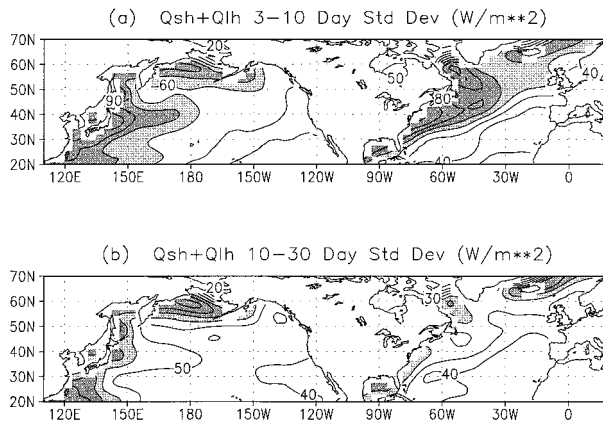 (a) Qsh+Qlh 3−10 Day Std Dev (W/m**2)
70N
60N
50N
40N
30N
20N
20
60
90
50
80
40
40
120E 150E 180 150W 120W 90W 60W 30W 0
(b) Qsh+Qlh 10−30 Day Std Dev (W/m**2)
70N
60N
50N
40N
30N
20N
20
50
40
30
40
120E 150E 180 150W 120W 90W 60W 30W 0